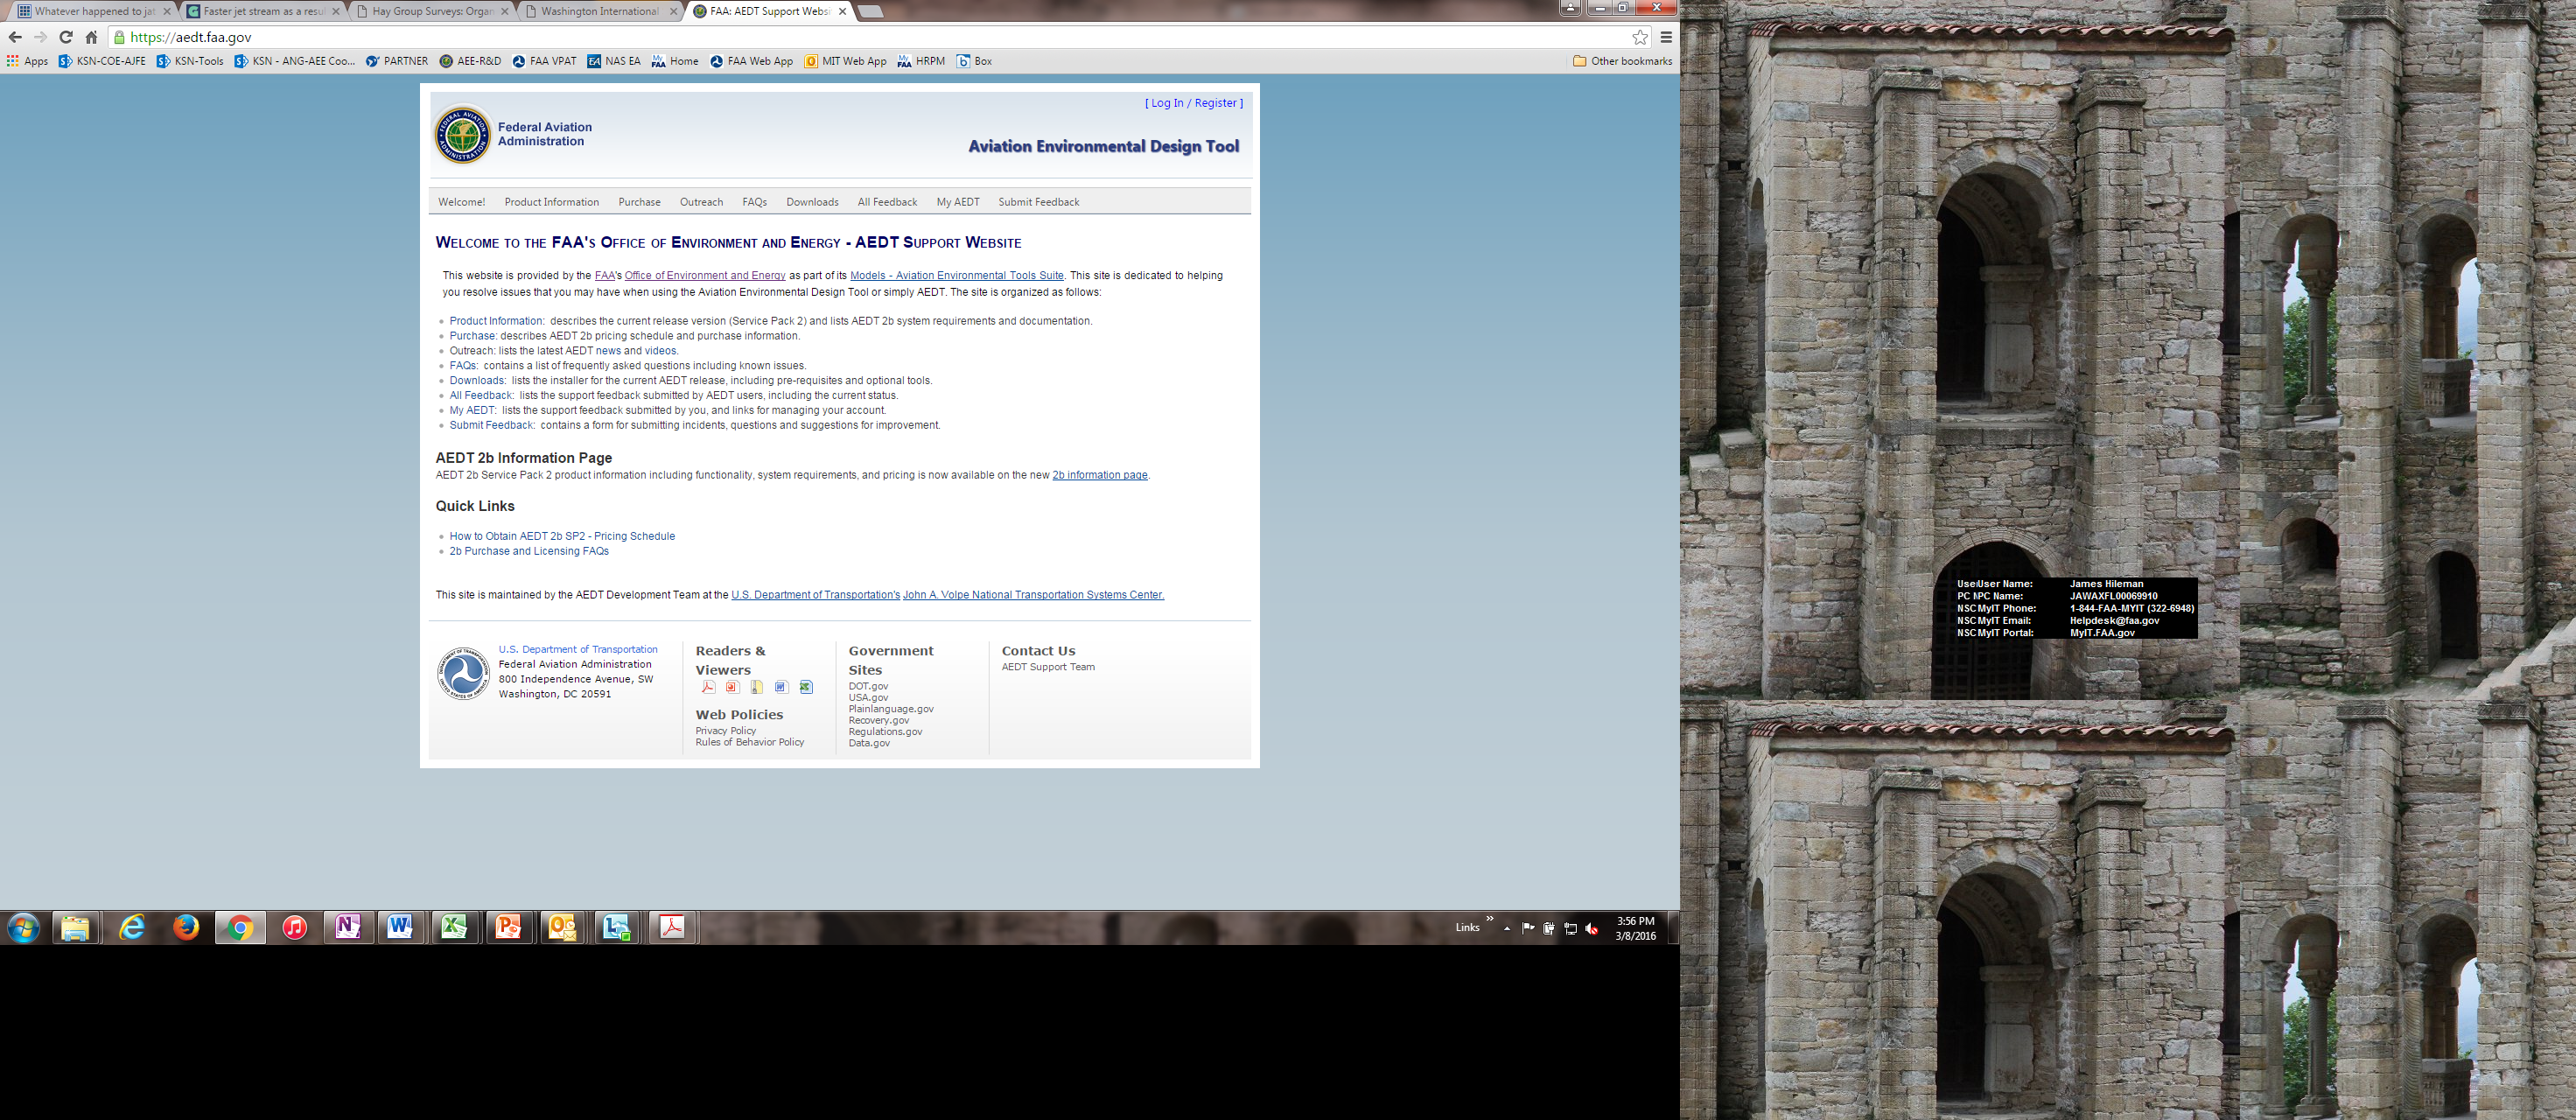 Whatever happened to jat
Faster jet stream as a resu
Hay Group Surveys: Organ
Washington International
FAA: AEDT Support Websi
https://aedt.faa.gov
Apps
KSN-COE-AJFE
KSN-Tools
KSN - ANG-AEE Coo...
PARTNER
AEE-R&D
FAA VPAT
NAS EA
Home
FAA Web App
MIT Web App
HRPM
Box
Other bookmarks
[ Log In / Register ]
Federal Aviation
Administration
Aviation Environmental Design Tool
Welcome!
Product Information
Purchase
Outreach
FAQs
Downloads
All Feedback
My AEDT
Submit Feedback
Welcome to the FAA's Office of Environment and Energy - AEDT Support Website
This website is provided by the FAA's Office of Environment and Energy as part of its Models - Aviation Environmental Tools Suite. This site is dedicated to helping
you resolve issues that you may have when using the Aviation Environmental Design Tool or simply AEDT. The site is organized as follows:
Product Information: describes the current release version (Service Pack 2) and lists AEDT 2b system requirements and documentation.
Purchase: describes AEDT 2b pricing schedule and purchase information.
Outreach: lists the latest AEDT news and videos.
FAQs: contains a list of frequently asked questions including known issues.
Downloads: lists the installer for the current AEDT release, including pre-requisites and optional tools.
All Feedback: lists the support feedback submitted by AEDT users, including the current status.
My AEDT: lists the support feedback submitted by you, and links for managing your account.
Submit Feedback: contains a form for submitting incidents, questions and suggestions for improvement.
AEDT 2b Information Page
AEDT 2b Service Pack 2 product information including functionality, system requirements, and pricing is now available on the new 2b information page.
Quick Links
How to Obtain AEDT 2b SP2 - Pricing Schedule
2b Purchase and Licensing FAQs
This site is maintained by the AEDT Development Team at the U.S. Department of Transportation's John A. Volpe National Transportation Systems Center.
U.S. Department of Transportation
Federal Aviation Administration
800 Independence Avenue, SW
Washington, DC 20591
Readers &
Viewers
Web Policies
Privacy Policy
Rules of Behavior Policy
Government
Sites
DOT.gov
USA.gov
Plainlanguage.gov
Recovery.gov
Regulations.gov
Data.gov
Contact Us
AEDT Support Team
User Name: James Hileman
PC Name: JAWAXFL00069910
MyIT Phone: 1-844-FAA-MYIT (322-6948)
MyIT Email: Helpdesk@faa.gov
MyIT Portal: MyIT.FAA.gov
Links
3:56 PM
3/8/2016